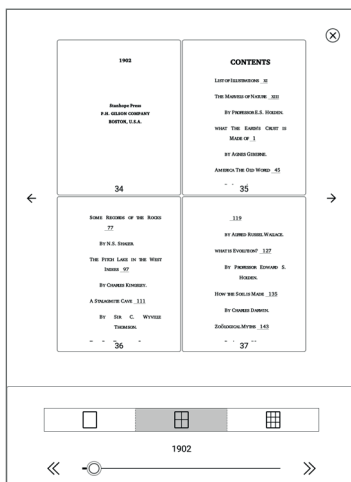 1902
Stanhope Press
F.H. GILSON COMPANY
BOSTON, U.S.A.
34
CONTENTS
LIST OF ILLUSTRATIONS XI
THE MARVELS OF NATURE XIII
BY PROFESSOR E.S. HOLDEN.
WHAT THE EARTH'S CRUST IS
MADE OF 1
BY AGNES GIBERNE.
AMERICA THE OLD WORLD 45
35
SOME RECORDS OF THE ROCKS
77
BY N.S. SHALER.
THE PITCH LAKE IN THE WEST
INDIES 97
BY CHARLES KINGSLEY.
A STALAGMITE CAVE 111
BY SIR C. WYVILLE
THOMSON.
36
119
BY ALFRED RUSSEL WALLACE.
WHAT IS EVOLUTION? 127
BY PROFESSOR EDWARD S.
HOLDEN.
HOW THE SOIL IS MADE 135
BY CHARLES DARWIN.
ZOÖLOGICAL MYTHS 143
37
1902